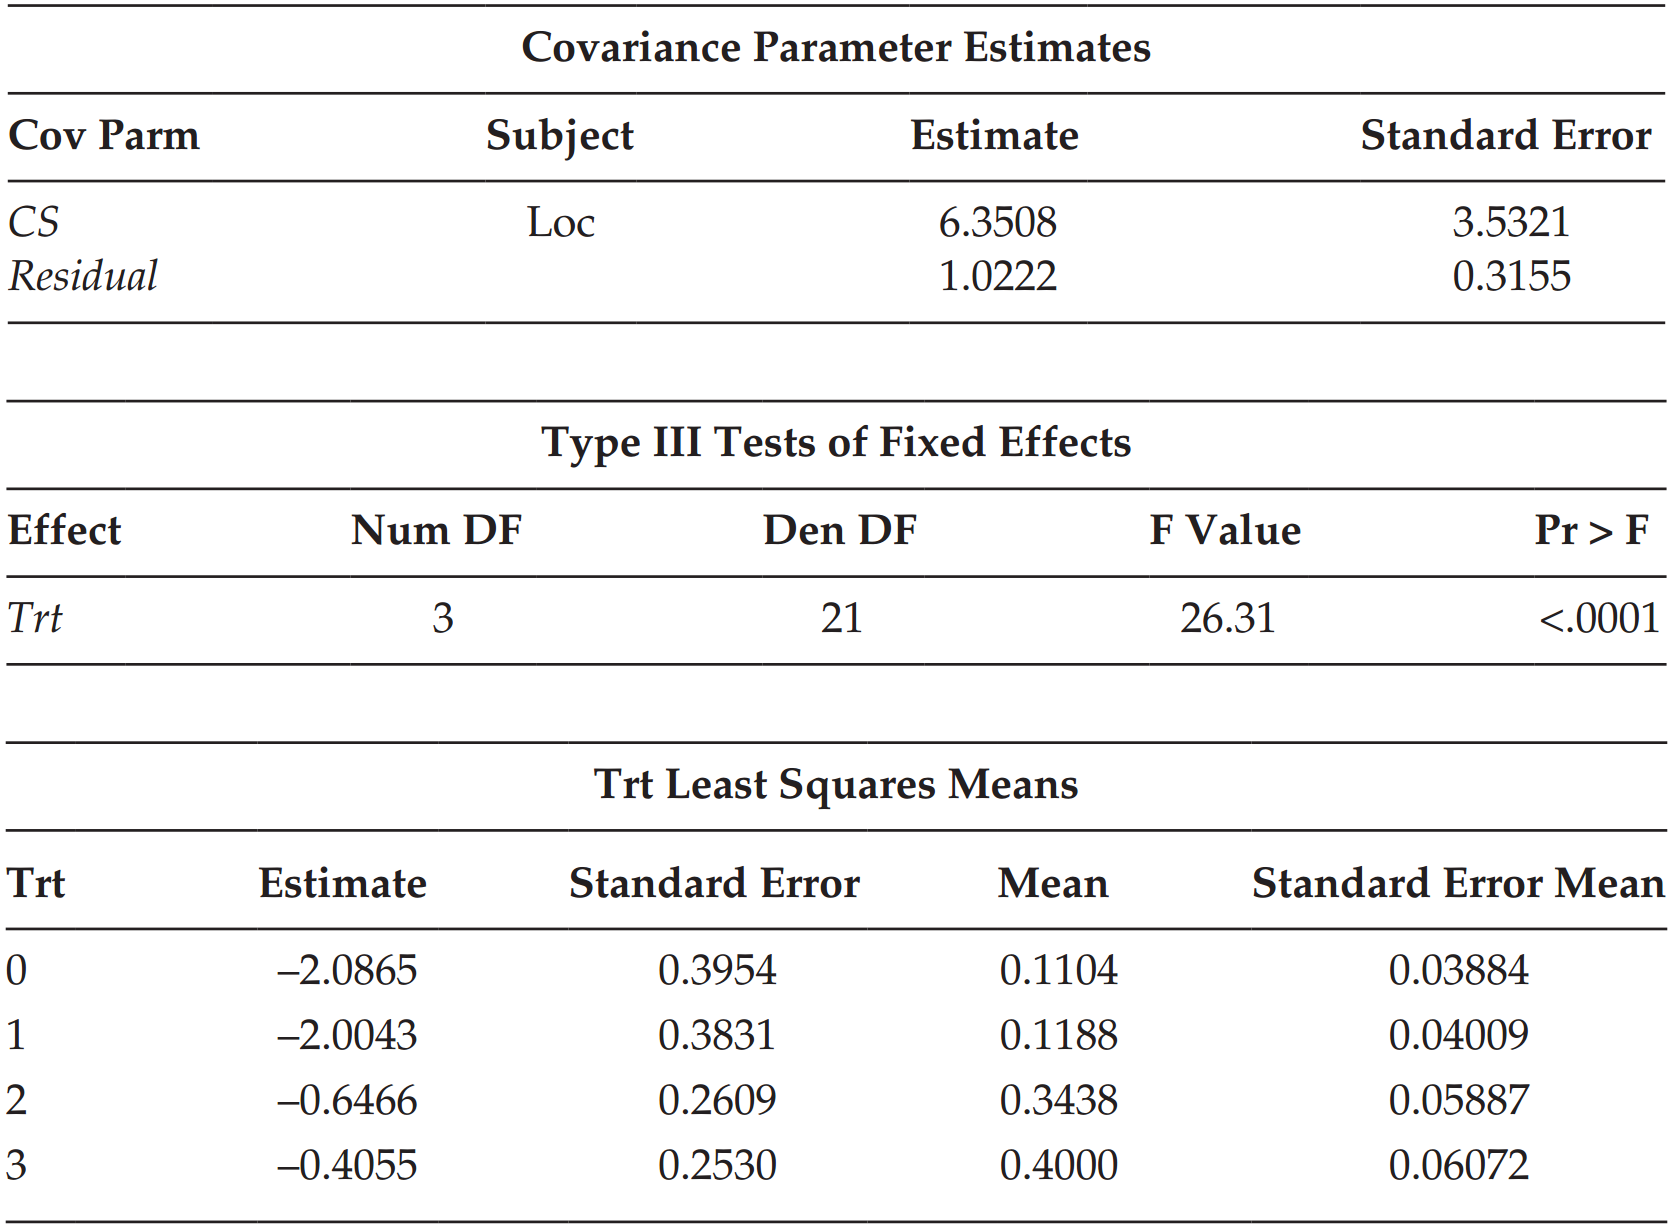 Covariance Parameter Estimates
Cov Parm Subject Estimate Standard Error
CS Loc 6.3508 3.5321
Residual 1.0222 0.3155
Type III Tests of Fixed Effects
Effect Num DF Den DF F Value Pr > F
Trt 3 21 26.31 <.0001
Trt Least Squares Means
Trt Estimate Standard Error Mean Standard Error Mean
0 –2.0865 0.3954 0.1104 0.03884
1 –2.0043 0.3831 0.1188 0.04009
2 –0.6466 0.2609 0.3438 0.05887
3 –0.4055 0.2530 0.4000 0.06072